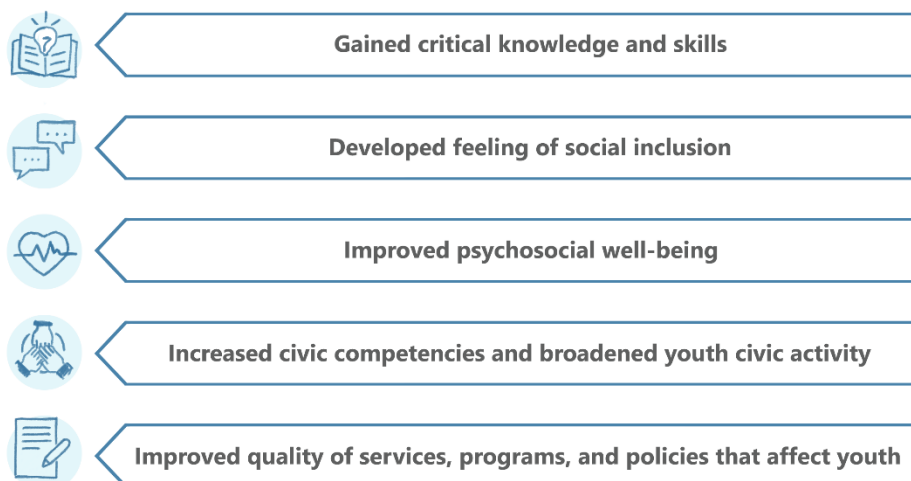 Gained critical knowledge and skills
Developed feeling of social inclusion
Improved psychosocial well-being
Increased civic competencies and broadened youth civic activity
Improved quality of services, programs, and policies that affect youth